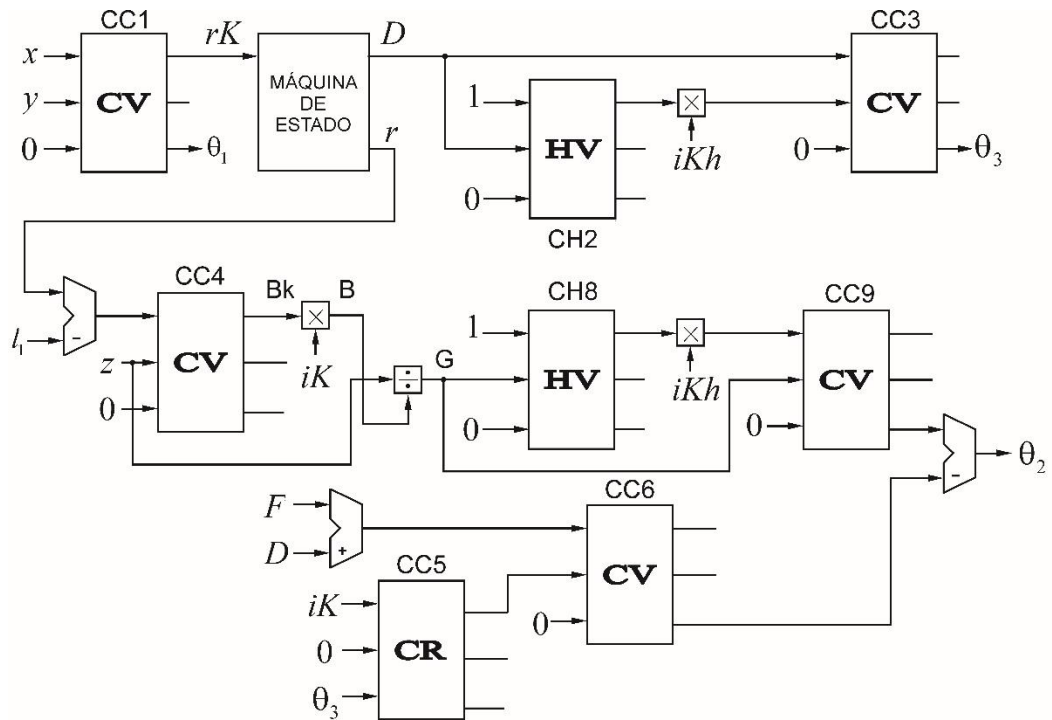 CC1
x
y
0
CV
θ₁
rK
MÁQUINA
DE
ESTADO
D
r
1
0
HV
CH2
×
iKh
CC3
CV
0
θ₃
l₁
-
CC4
z
0
CV
Bk
×
B
iK
÷
G
CH8
1
0
HV
×
iKh
CC9
CV
0
-
θ₂
F
D
+
CC5
iK
0
θ₃
CR
CC6
CV
0